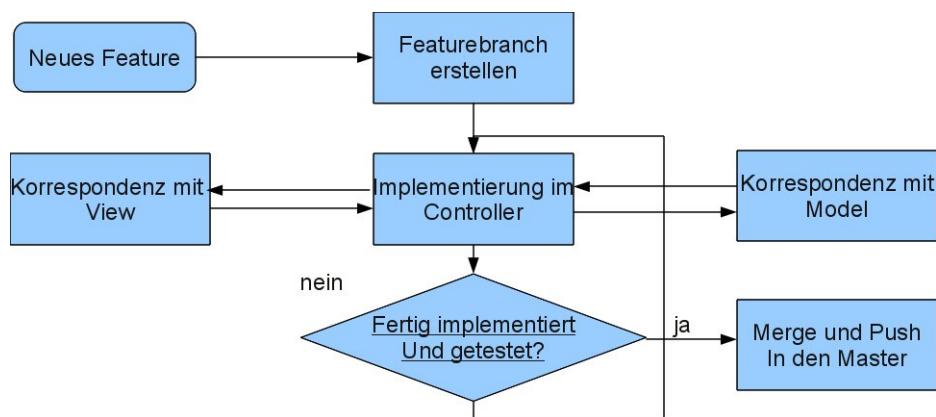 Neues Feature
Featurebranch
erstellen
Korrespondenz mit
View
Implementierung im
Controller
Korrespondenz mit
Model
nein
Fertig implementiert
Und getestet?
ja
Merge und Push
In den Master